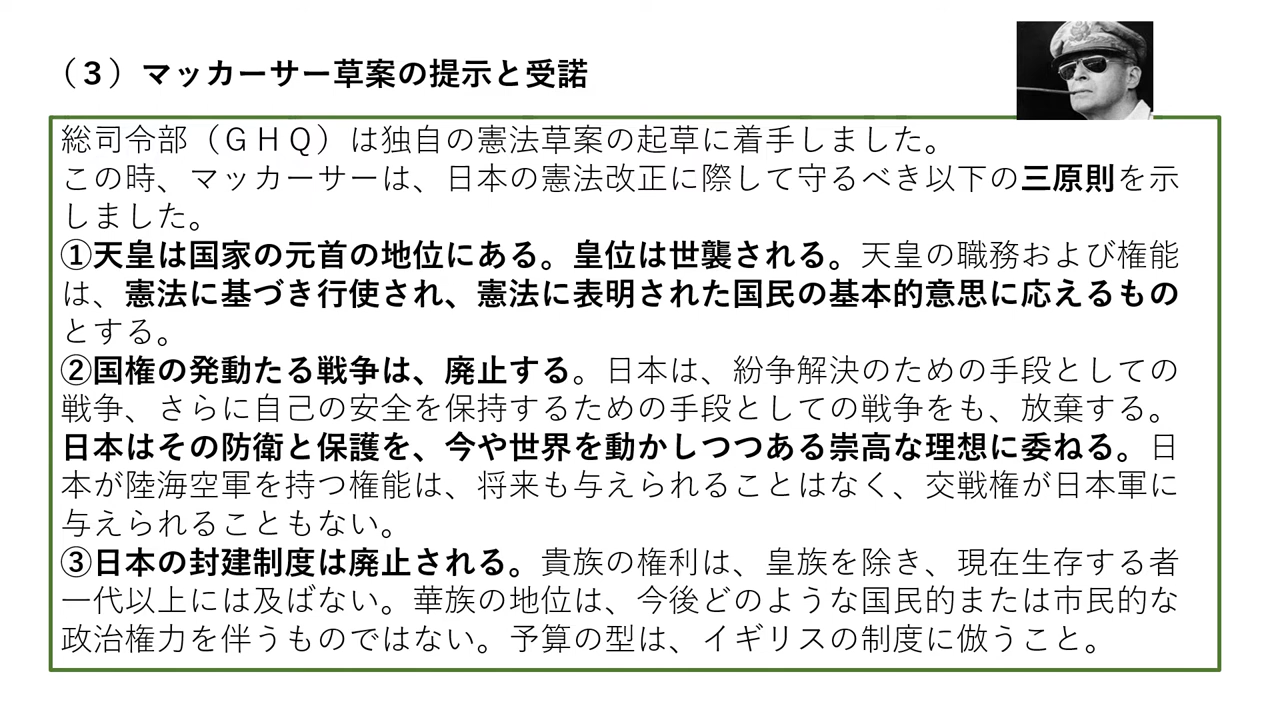 （３）マッカーサー草案の提示と受諾
総司令部（ＧＨＱ）は独自の憲法草案の起草に着手しました。
この時、マッカーサーは、日本の憲法改正に際して守るべき以下の三原則を示
しました。
①天皇は国家の元首の地位にある。皇位は世襲される。天皇の職務および権能
は、憲法に基づき行使され、憲法に表明された国民の基本的意思に応えるもの
とする。
②国権の発動たる戦争は、廃止する。日本は、紛争解決のための手段としての
戦争、さらに自己の安全を保持するための手段としての戦争をも、放棄する。
日本はその防衛と保護を、今や世界を動かしつつある崇高な理想に委ねる。日
本が陸海空軍を持つ権能は、将来も与えられることはなく、交戦権が日本軍に
与えられることもない。
③日本の封建制度は廃止される。貴族の権利は、皇族を除き、現在生存する者
一代以上には及ばない。華族の地位は、今後どのような国民的または市民的な
政治権力を伴うものではない。予算の型は、イギリスの制度に倣うこと。